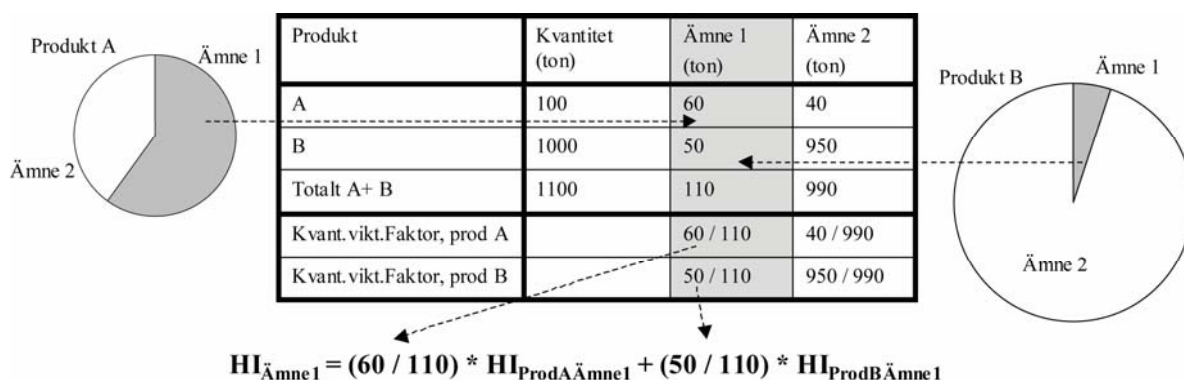 Produkt A
Ämne 1
Ämne 2
Produkt Kvantitet (ton) Ämne 1 (ton) Ämne 2 (ton)
A 100 60 40
B 1000 50 950
Totalt A+ B 1100 110 990
Kvant.vikt.Faktor, prod A 60 / 110 40 / 990
Kvant.vikt.Faktor, prod B 50 / 110 950 / 990
Produkt B
Ämne 1
Ämne 2
HIÄmne1 = (60 / 110) * HIProdAÄmne1 + (50 / 110) * HIProdBÄmne1